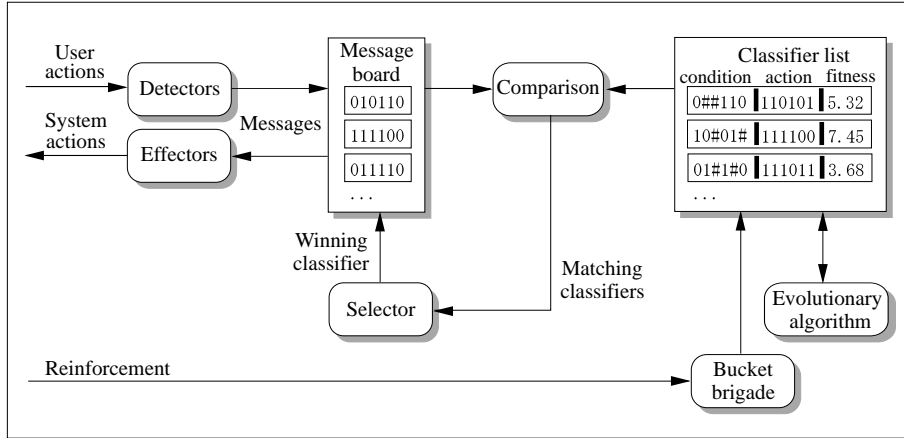 User
actions
Detectors
System
actions
Effectors
Messages
Message
board
010110
111100
011110
...
Comparison
Classifier list
condition action fitness
0##110 110101 5.32
10#01# 111100 7.45
01#1#0 111011 3.68
...
Winning
classifier
Selector
Matching
classifiers
Evolutionary
algorithm
Reinforcement
Bucket
brigade